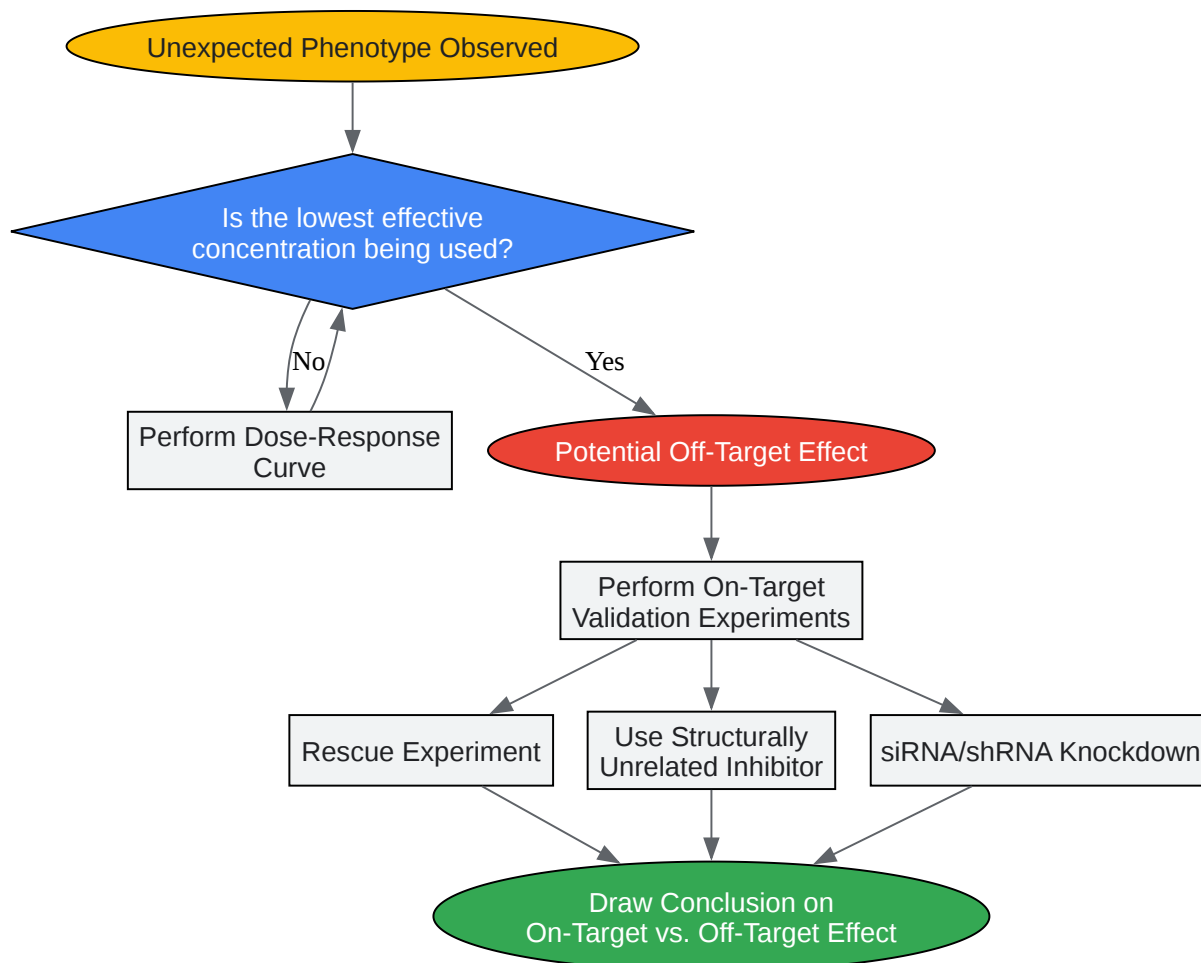 Unexpected Phenotype Observed
Is the lowest effective
concentration being used?
No
Yes
Perform Dose-Response
Curve
Potential Off-Target Effect
Perform On-Target
Validation Experiments
Rescue Experiment
Use Structurally
Unrelated Inhibitor
siRNA/shRNA Knockdown
Draw Conclusion on
On-Target vs. Off-Target Effect